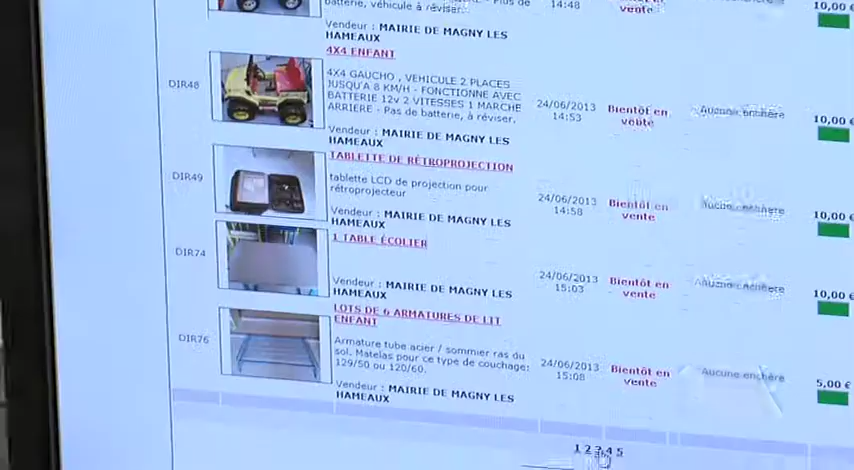 batterie, véhicule à réviser.
14:48
vente
10,00 €
Vendeur : MAIRIE DE MAGNY LES
HAMEAUX
4X4 ENFANT
DIR48
4X4 GAUCHO , VEHICULE 2 PLACES
JUSQU'A 8 KM/H - FONCTIONNE AVEC
BATTERIE 12v 2 VITESSES 1 MARCHE
ARRIERE - Pas de batterie, à réviser.
24/06/2013
14:53
Bientôt en
vente
Aucune enchère
10,00 €
Vendeur : MAIRIE DE MAGNY LES
HAMEAUX
TABLETTE DE RÉTROPROJECTION
DIR49
tablette LCD de projection pour
rétroprojecteur
24/06/2013
14:58
Bientôt en
vente
Aucune enchère
10,00 €
Vendeur : MAIRIE DE MAGNY LES
HAMEAUX
1 TABLE ÉCOLIER
DIR74
24/06/2013
15:03
Bientôt en
vente
Aucune enchère
10,00 €
Vendeur : MAIRIE DE MAGNY LES
HAMEAUX
LOTS DE 6 ARMATURES DE LIT
ENFANT
DIR76
Armature tube acier / sommier ras du
sol. Matelas pour ce type de couchage:
129/50 ou 120/60.
24/06/2013
15:08
Bientôt en
vente
Aucune enchère
5,00 €
Vendeur : MAIRIE DE MAGNY LES
HAMEAUX
1 2 3 4 5